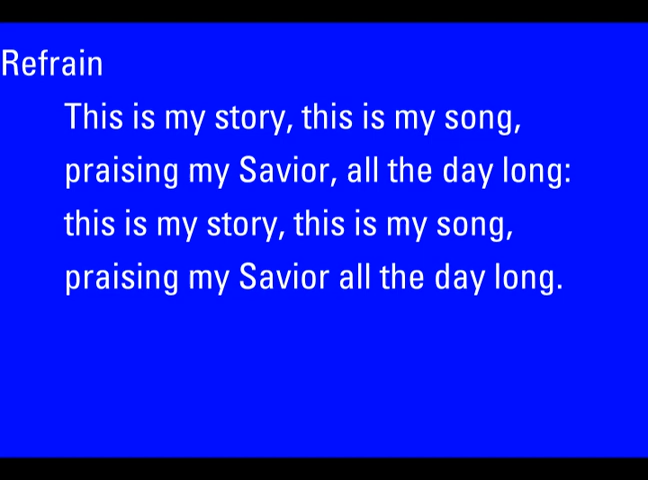 Refrain
This is my story, this is my song,
praising my Savior, all the day long:
this is my story, this is my song,
praising my Savior all the day long.